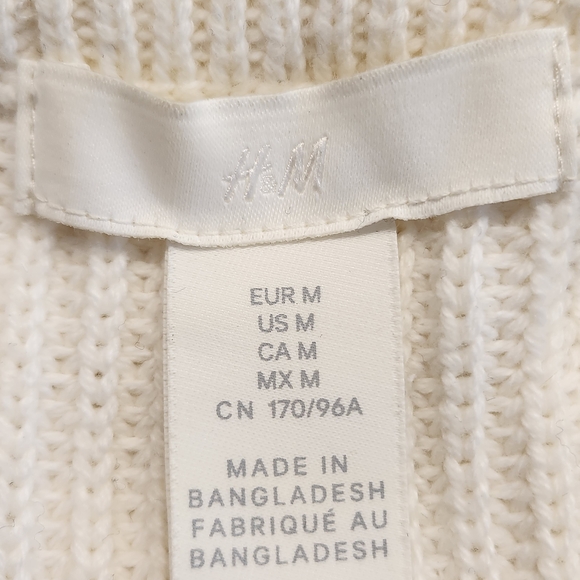 H&M
EUR M
US M
CA M
MX M
CN 170/96A
MADE IN
BANGLADESH
FABRIQUÉ AU
BANGLADESH